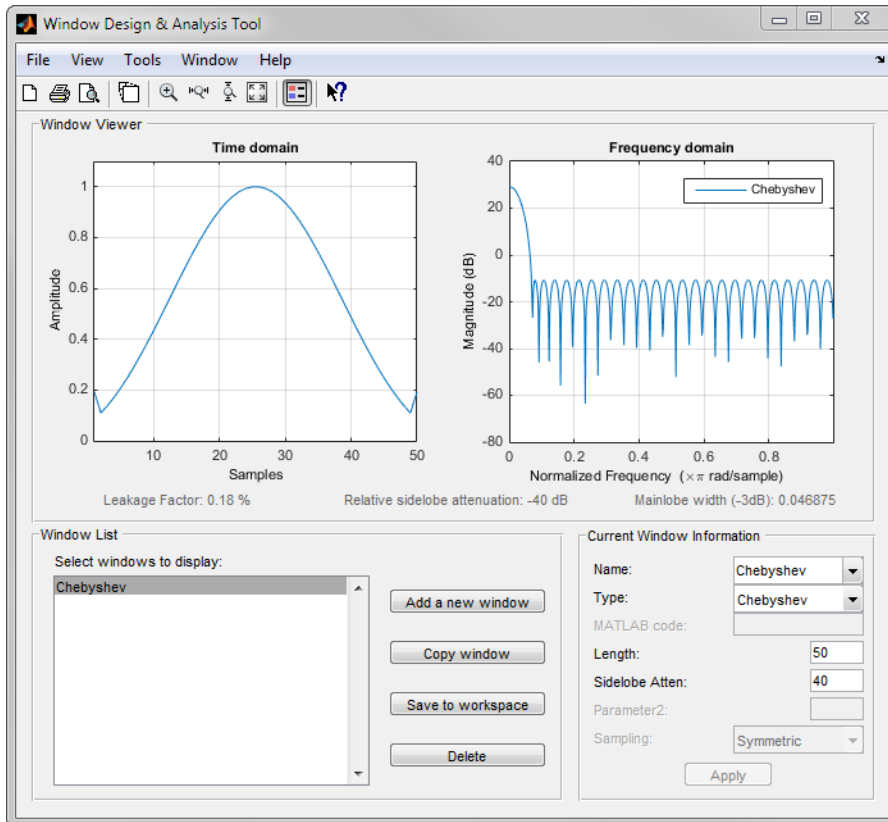 Window Design & Analysis Tool
File View Tools Window Help
Window Viewer
Time domain
1
0.8
0.6
0.4
0.2
0
Amplitude
10 20 30 40 50
Samples
Frequency domain
Chebyshev
40
20
0
-20
-40
-60
-80
Magnitude (dB)
0 0.2 0.4 0.6 0.8
Normalized Frequency (×π rad/sample)
Leakage Factor: 0.18 % Relative sidelobe attenuation: -40 dB Mainlobe width (-3dB): 0.046875
Window List
Select windows to display:
Chebyshev
Add a new window
Copy window
Save to workspace
Delete
Current Window Information
Name: Chebyshev
Type: Chebyshev
MATLAB code:
Length: 50
Sidelobe Atten: 40
Parameter2:
Sampling: Symmetric
Apply